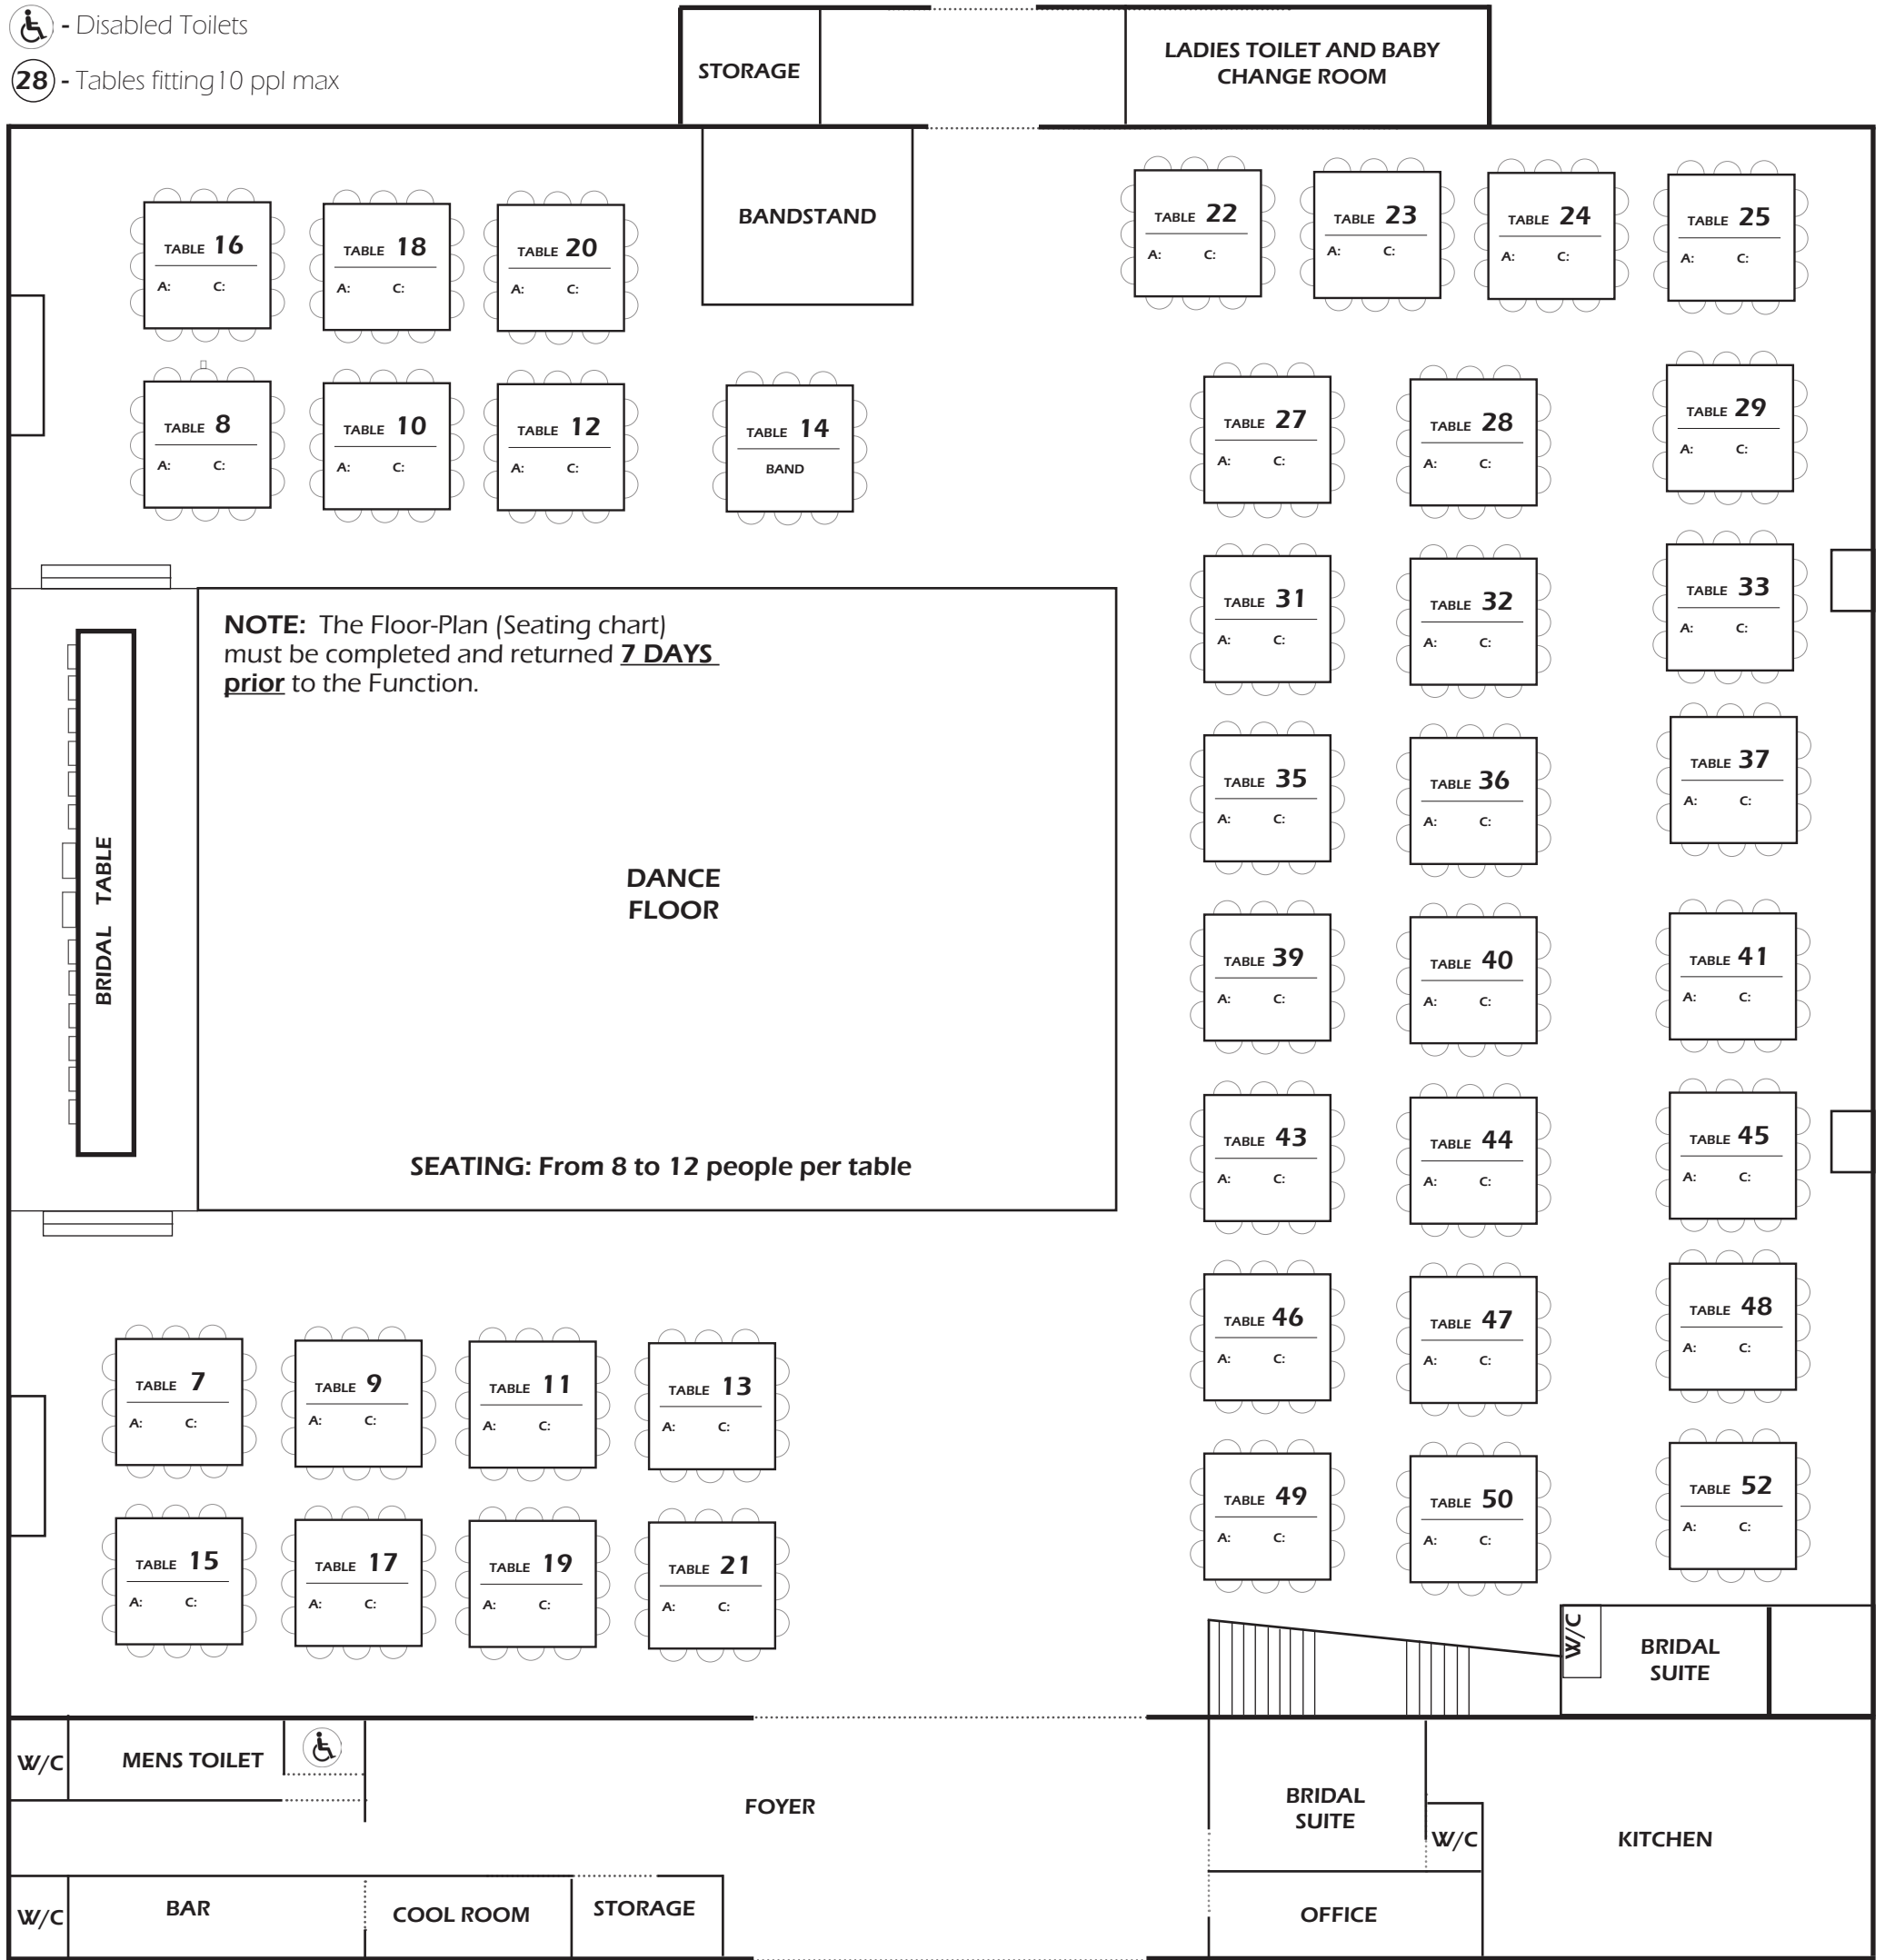 - Disabled Toilets
28 - Tables fitting 10 ppl max
STORAGE
LADIES TOILET AND BABY
CHANGE ROOM
BANDSTAND
TABLE 16
A: C:
TABLE 18
A: C:
TABLE 20
A: C:
TABLE 22
A: C:
TABLE 23
A: C:
TABLE 24
A: C:
TABLE 25
A: C:
TABLE 8
A: C:
TABLE 10
A: C:
TABLE 12
A: C:
TABLE 14
BAND
TABLE 27
A: C:
TABLE 28
A: C:
TABLE 29
A: C:
TABLE 31
A: C:
TABLE 32
A: C:
TABLE 33
A: C:
NOTE: The Floor-Plan (Seating chart)
must be completed and returned 7 DAYS
prior to the Function.
BRIDAL TABLE
DANCE
FLOOR
SEATING: From 8 to 12 people per table
TABLE 35
A: C:
TABLE 36
A: C:
TABLE 37
A: C:
TABLE 39
A: C:
TABLE 40
A: C:
TABLE 41
A: C:
TABLE 43
A: C:
TABLE 44
A: C:
TABLE 45
A: C:
TABLE 46
A: C:
TABLE 47
A: C:
TABLE 48
A: C:
TABLE 7
A: C:
TABLE 9
A: C:
TABLE 11
A: C:
TABLE 13
A: C:
TABLE 49
A: C:
TABLE 50
A: C:
TABLE 52
A: C:
TABLE 15
A: C:
TABLE 17
A: C:
TABLE 19
A: C:
TABLE 21
A: C:
W/C
BRIDAL
SUITE
W/C
MENS TOILET
FOYER
BRIDAL
SUITE
W/C
KITCHEN
W/C
BAR
COOL ROOM
STORAGE
OFFICE